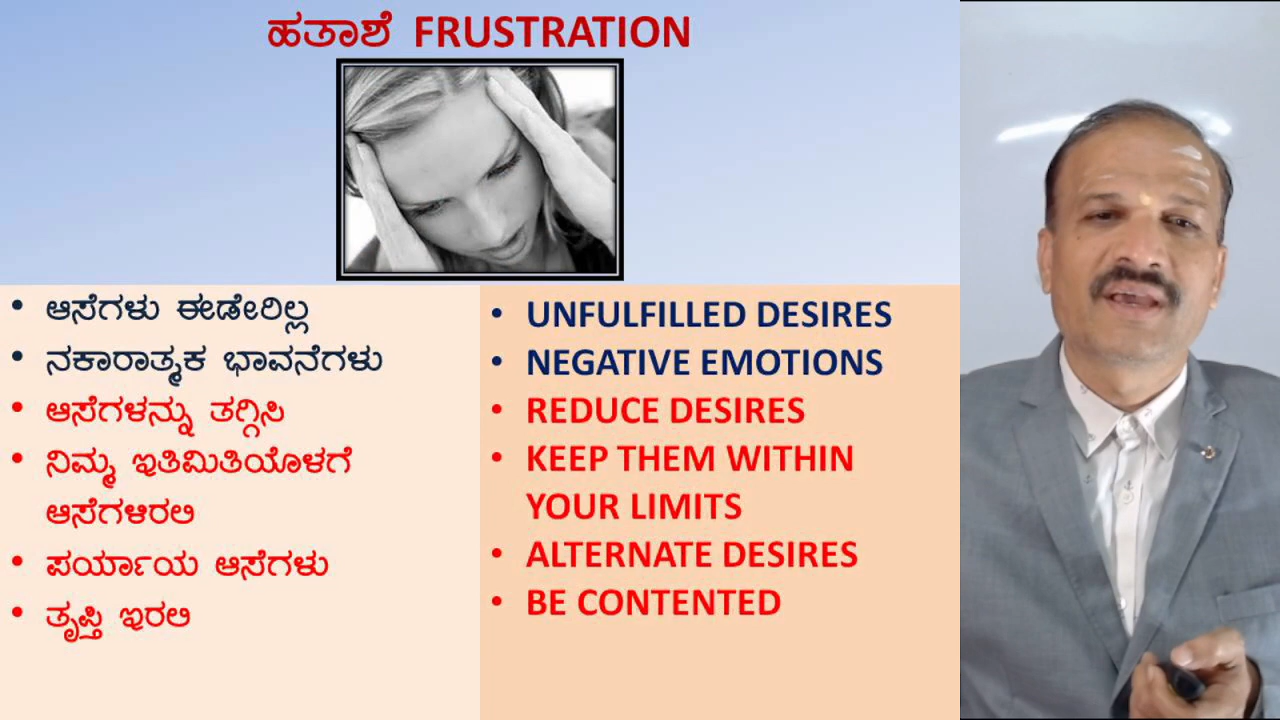 ಹತಾಶೆ FRUSTRATION
• ಆಸೆಗಳು ಈಡೇರಿಲ್ಲ
• ನಕಾರಾತ್ಮಕ ಭಾವನೆಗಳು
• ಆಸೆಗಳನ್ನು ತಗ್ಗಿಸಿ
• ನಿಮ್ಮ ಇತಿಮಿತಿಯೊಳಗೆ
ಆಸೆಗಳಿರಲಿ
• ಪರ್ಯಾಯ ಆಸೆಗಳು
• ತೃಪ್ತಿ ಇರಲಿ
• UNFULFILLED DESIRES
• NEGATIVE EMOTIONS
• REDUCE DESIRES
• KEEP THEM WITHIN
YOUR LIMITS
• ALTERNATE DESIRES
• BE CONTENTED